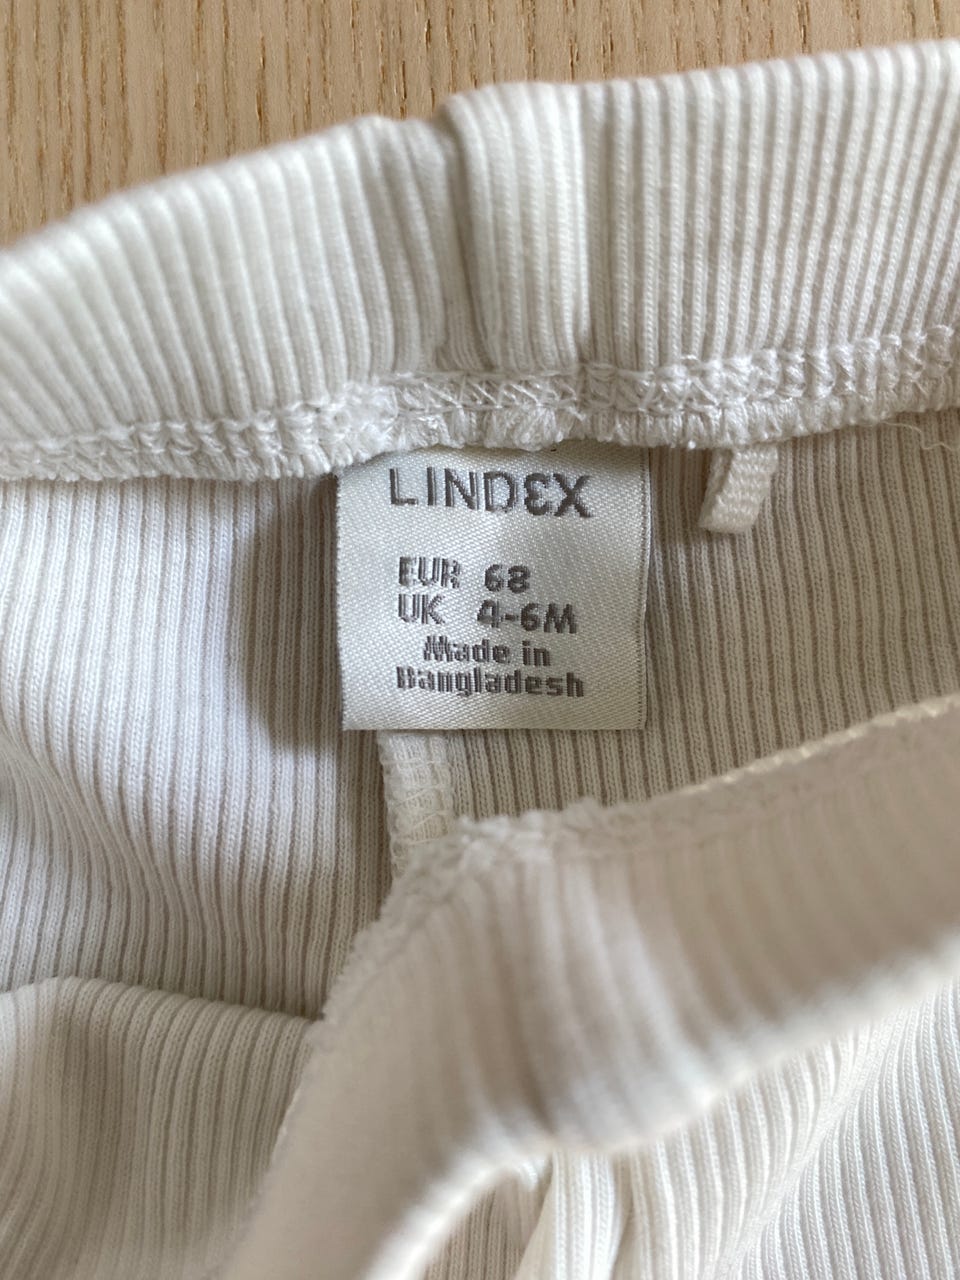 LINDEX
EUR 68
UK 4-6M
Made in
Bangladesh